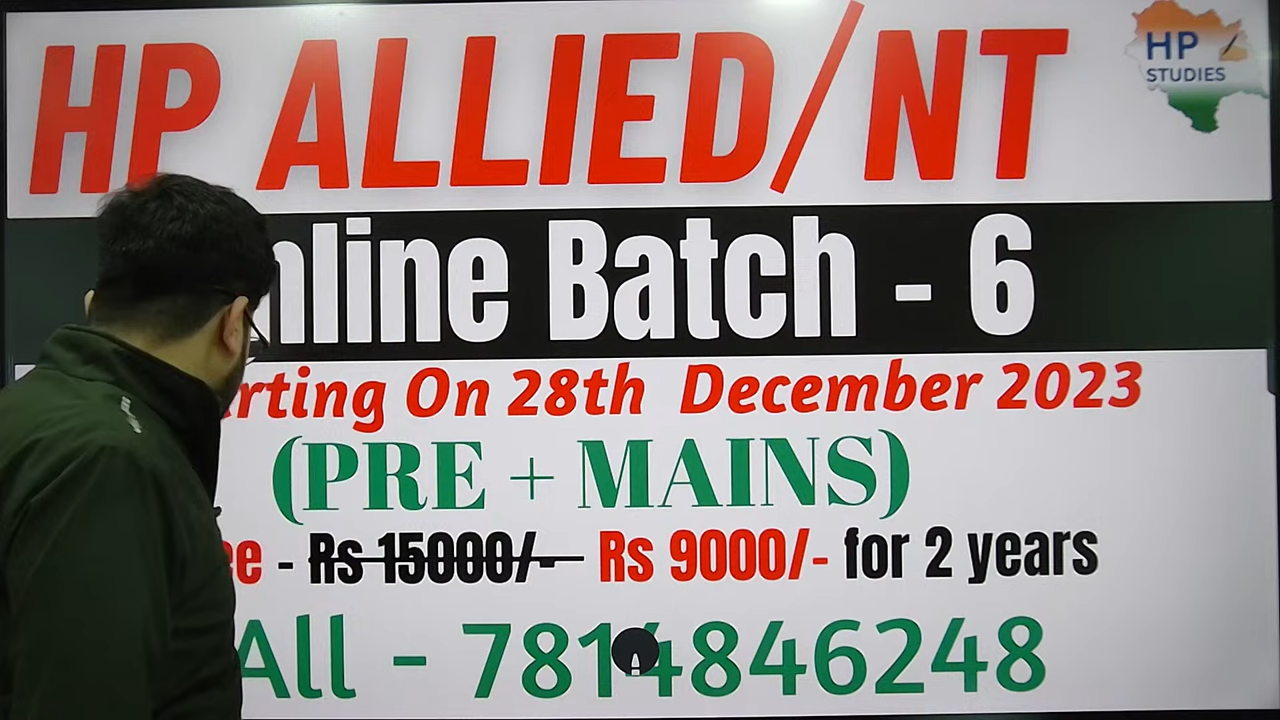 HP ALLIED/NT
HP
STUDIES
nline Batch - 6
rting On 28th December 2023
(PRE + MAINS)
ee - Rs 15000/- Rs 9000/- for 2 years
All - 7814846248